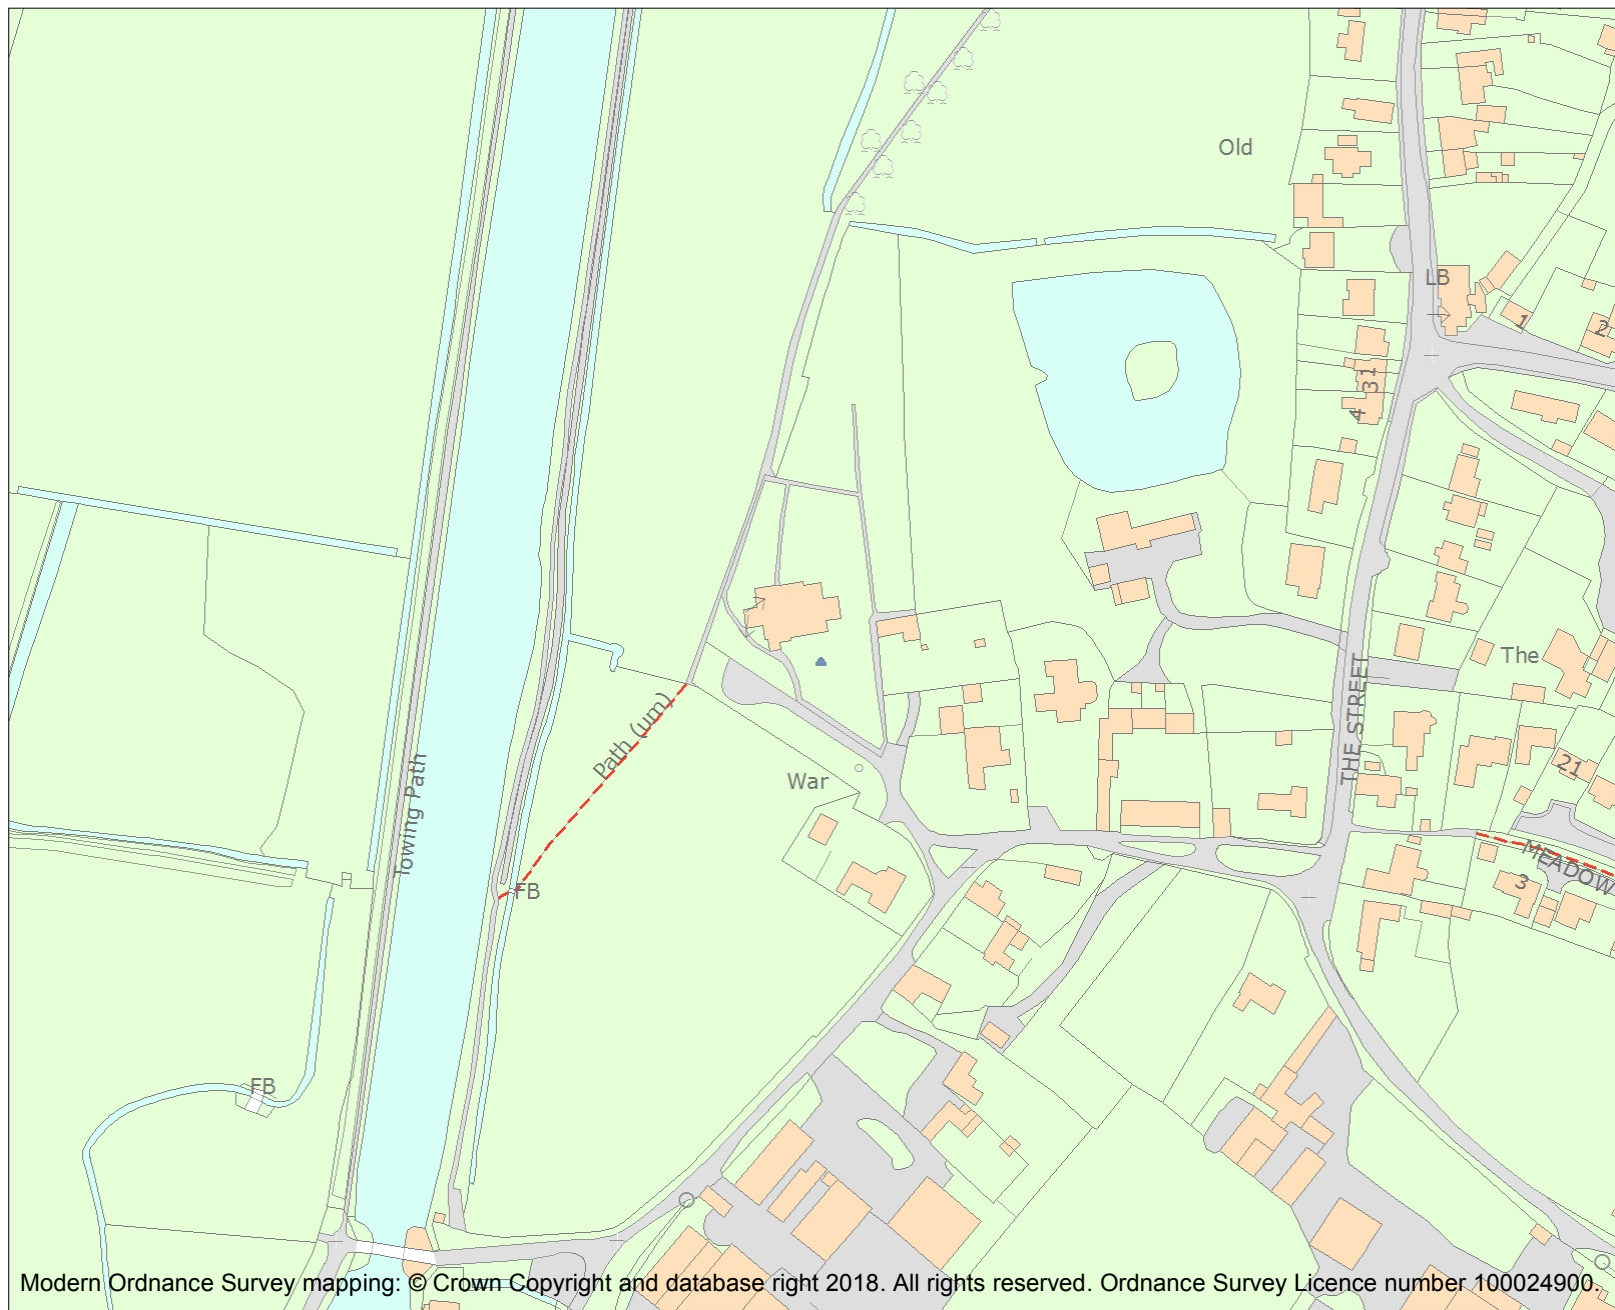 Old
LB
1
2
31
4
The
THE STREET
Path (um)
Towing Path
War
21
MEADOW
3
FB
FB
Modern Ordnance Survey mapping: © Crown Copyright and database right 2018. All rights reserved. Ordnance Survey Licence number 100024900.